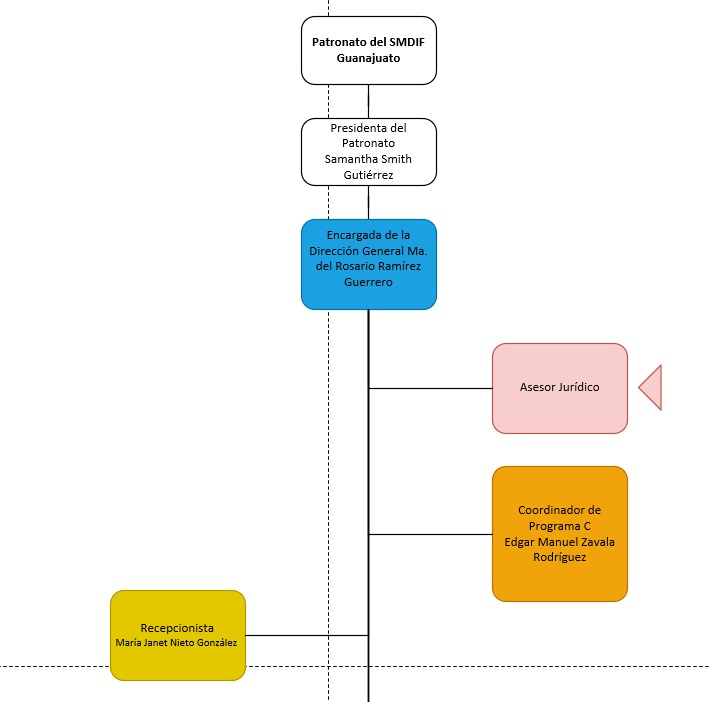 Patronato del SMDIF
Guanajuato
Presidenta del
Patronato
Samantha Smith
Gutiérrez
Encargada de la
Dirección General Ma.
del Rosario Ramírez
Guerrero
Asesor Jurídico
Coordinador de
Programa C
Edgar Manuel Zavala
Rodríguez
Recepcionista
María Janet Nieto González